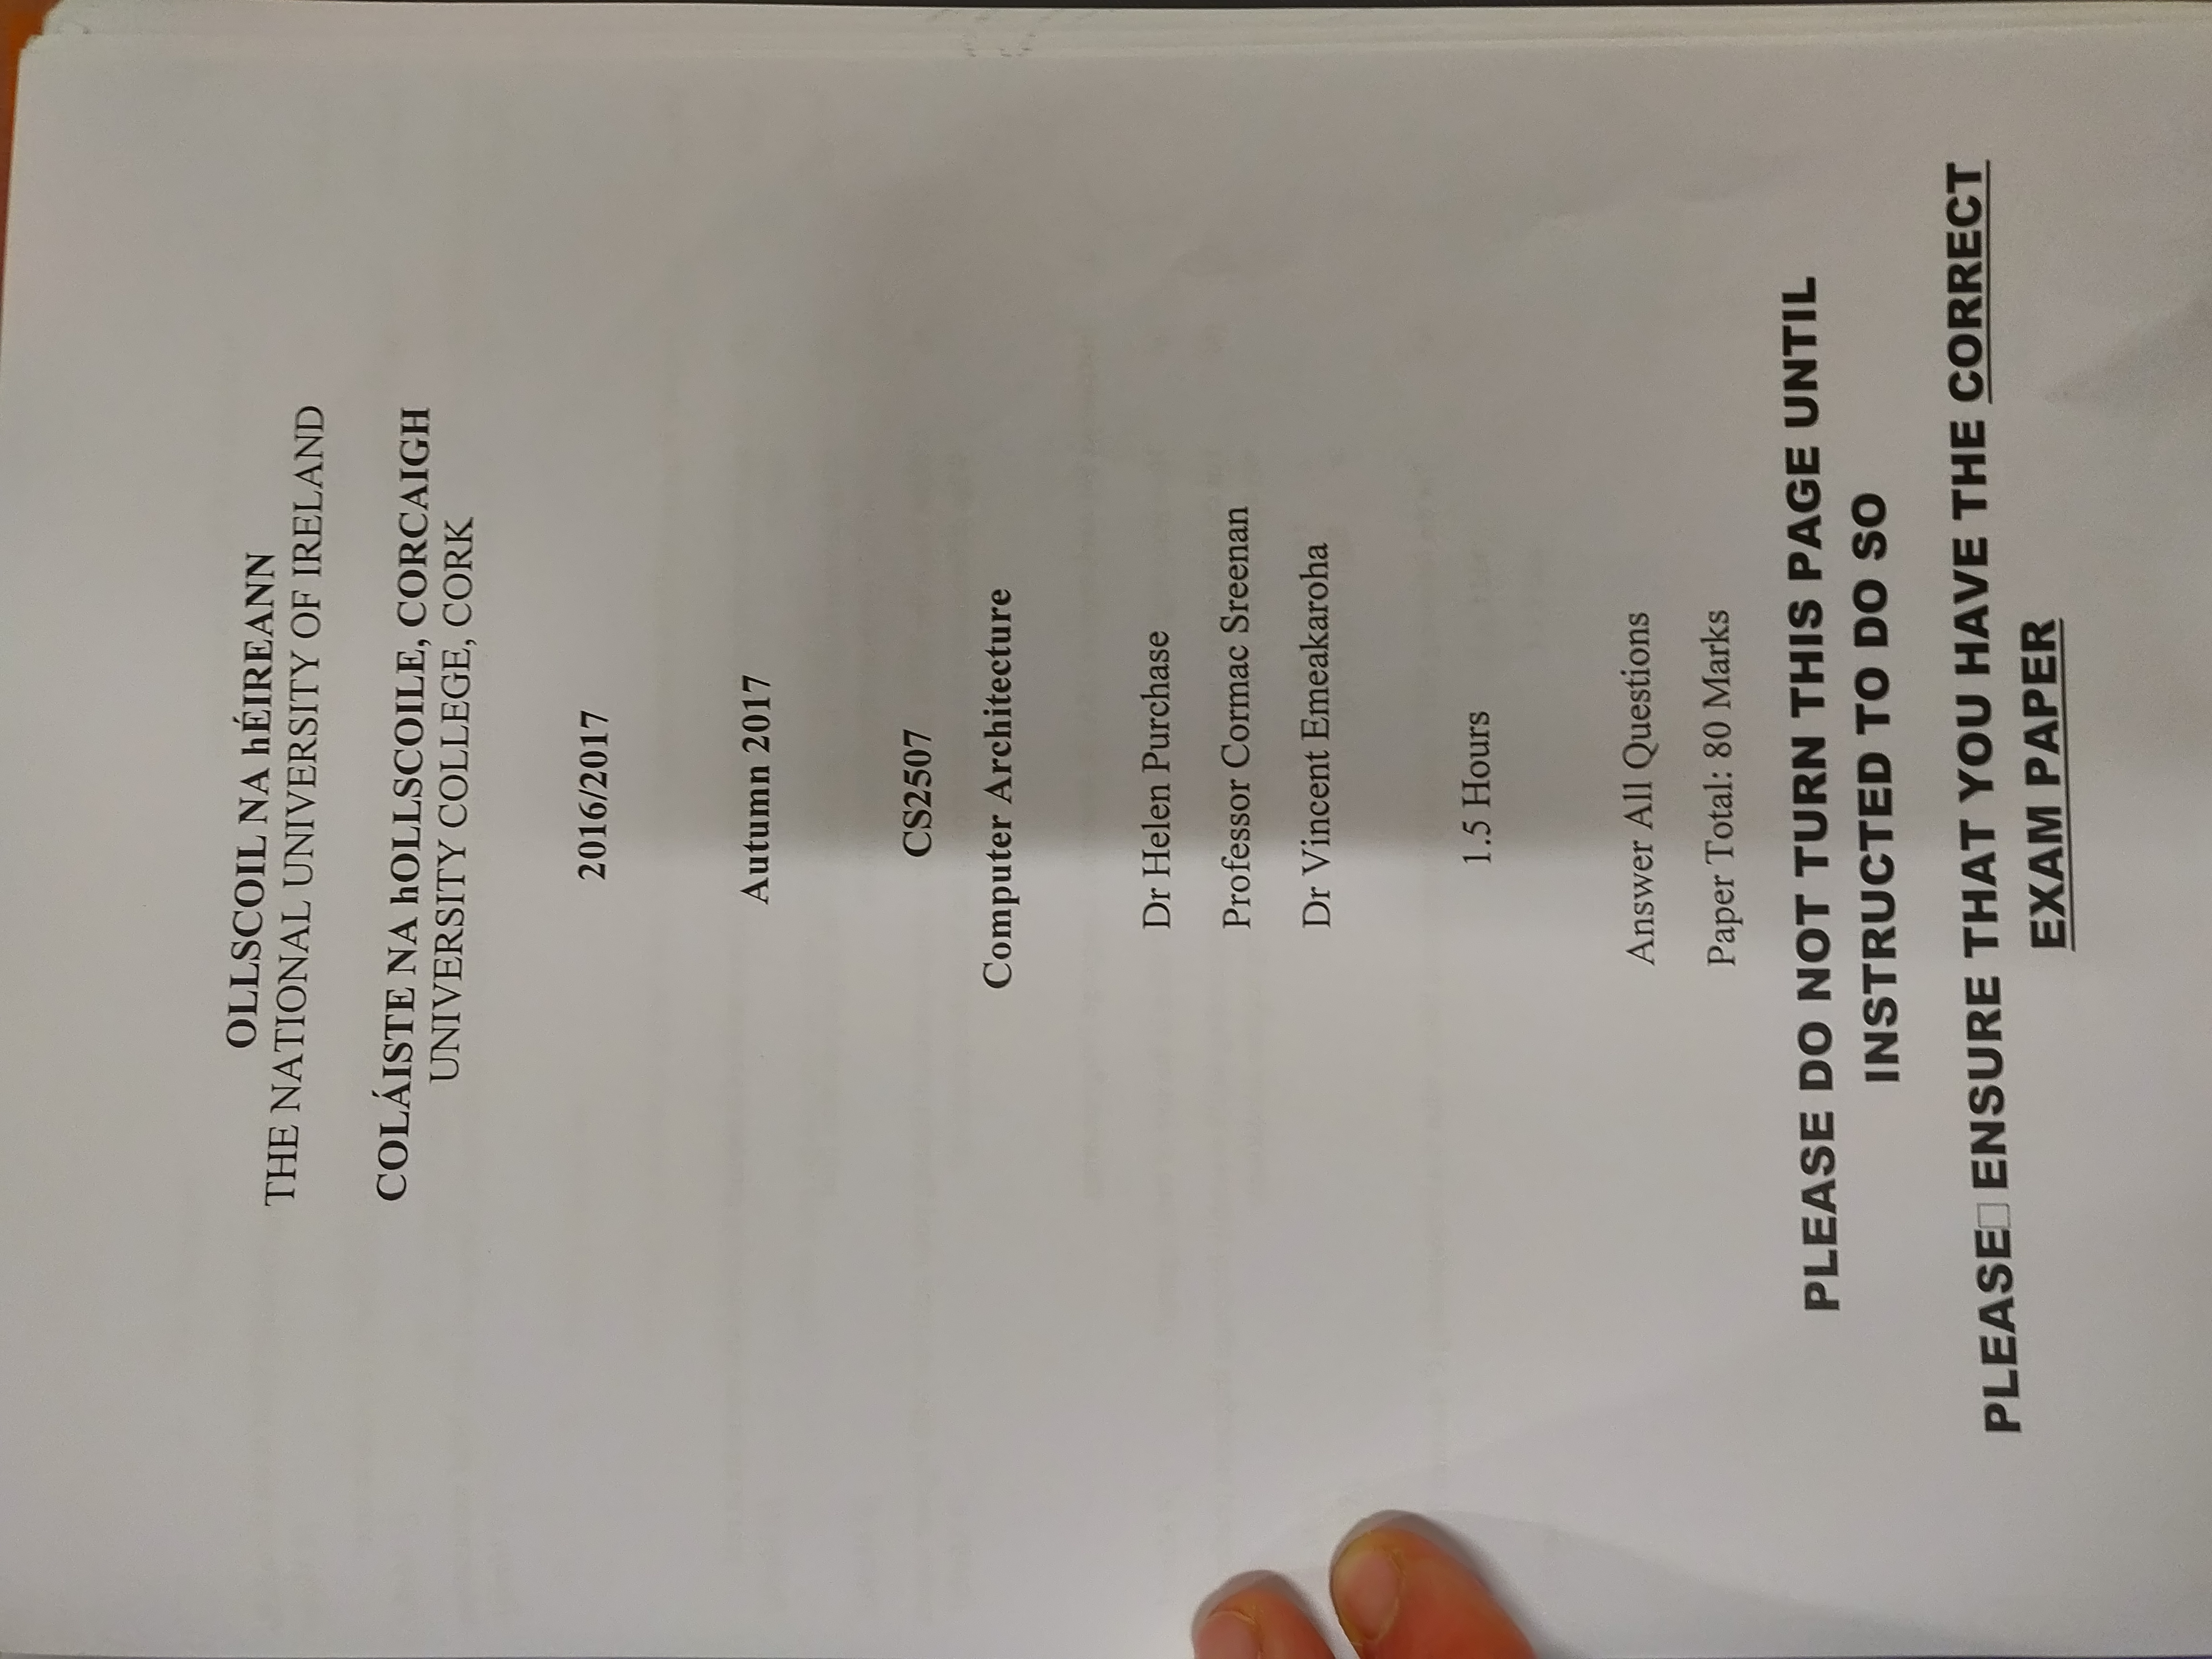 OLLSCOIL NA hÉIREANN
THE NATIONAL UNIVERSITY OF IRELAND
COLÁISTE NA hOLLSCOILE, CORCAIGH
UNIVERSITY COLLEGE, CORK
2016/2017
Autumn 2017
CS2507
Computer Architecture
Dr Helen Purchase
Professor Cormac Sreenan
Dr Vincent Emeakaroha
1.5 Hours
Answer All Questions
Paper Total: 80 Marks
PLEASE DO NOT TURN THIS PAGE UNTIL
INSTRUCTED TO DO SO
PLEASE□ ENSURE THAT YOU HAVE THE CORRECT
EXAM PAPER